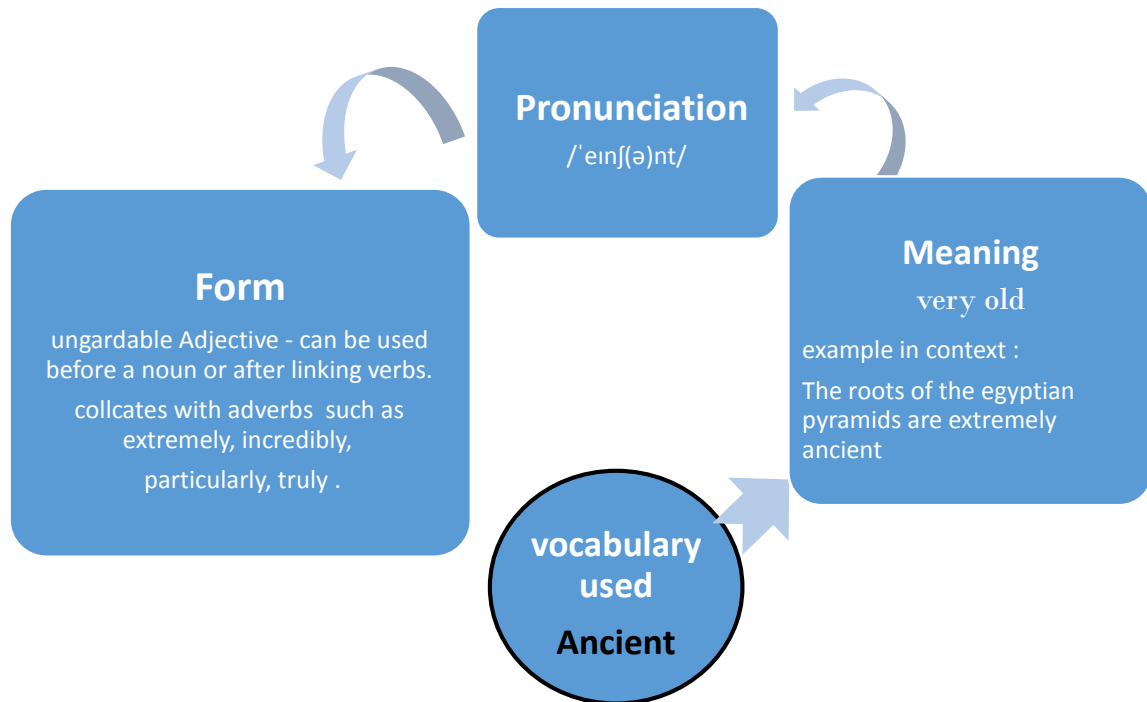 Pronunciation
/ˈeɪnʃ(ə)nt/
Form
ungardable Adjective - can be used
before a noun or after linking verbs.
collcates with adverbs such as
extremely, incredibly,
particularly, truly .
Meaning
very old
example in context :
The roots of the egyptian
pyramids are extremely
ancient
vocabulary
used
Ancient